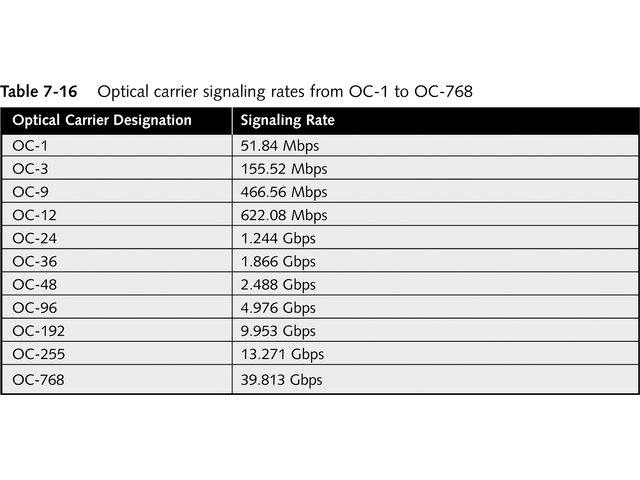 Table 7-16 Optical carrier signaling rates from OC-1 to OC-768
Optical Carrier Designation Signaling Rate
OC-1 51.84 Mbps
OC-3 155.52 Mbps
OC-9 466.56 Mbps
OC-12 622.08 Mbps
OC-24 1.244 Gbps
OC-36 1.866 Gbps
OC-48 2.488 Gbps
OC-96 4.976 Gbps
OC-192 9.953 Gbps
OC-255 13.271 Gbps
OC-768 39.813 Gbps